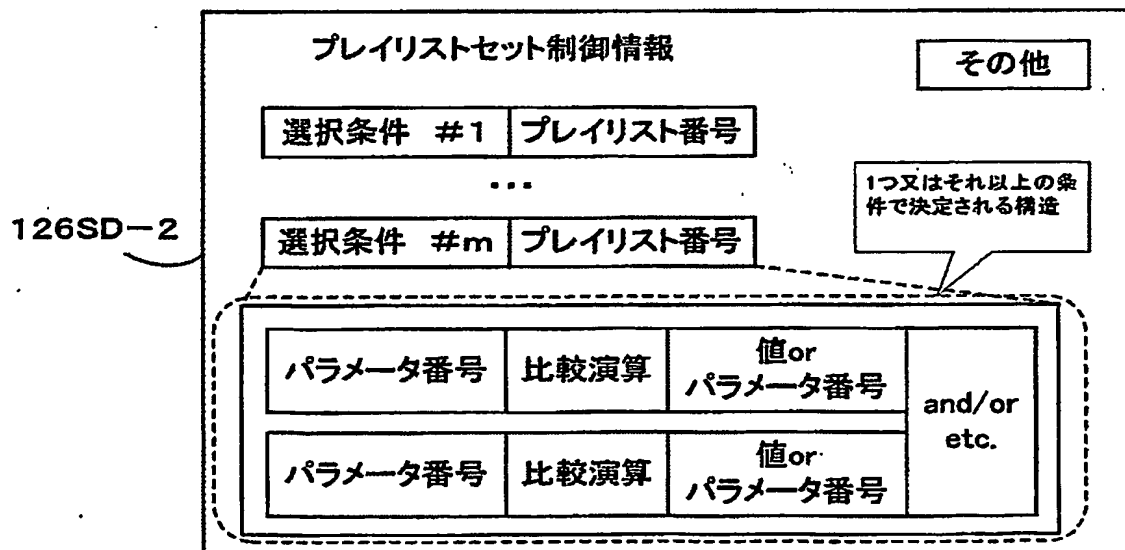 プレイリストセット制御情報
その他
選択条件 #1 プレイリスト番号
...
1つ又はそれ以上の条
件で決定される構造
126SD-2
選択条件 #m プレイリスト番号
パラメータ番号 比較演算 値or
パラメータ番号
and/or
etc.
パラメータ番号 比較演算 値or
パラメータ番号